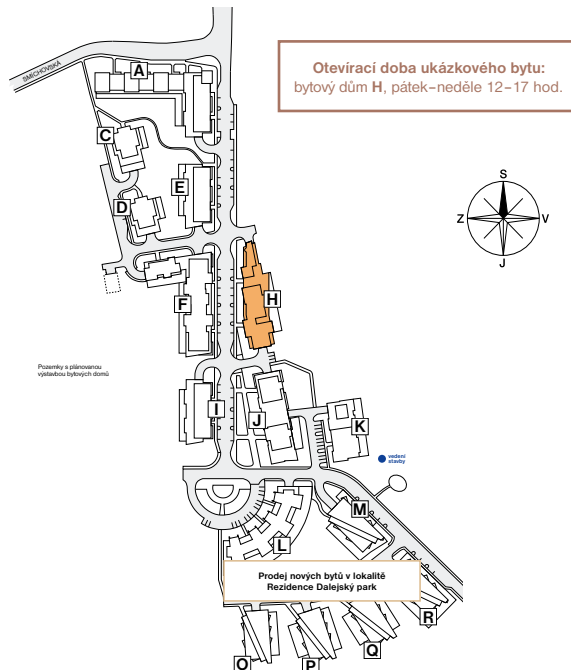 SMÍCHOVSKÁ
A
Otevírací doba ukázkového bytu:
bytový dům H, pátek–neděle 12–17 hod.
C
E
D
S
Z
V
J
H
F
Pozemky s plánovanou
výstavbou bytových domů
I
J
K
vedení
stavby
M
L
Prodej nových bytů v lokalitě
Rezidence Dalejský park
R
O
P
Q